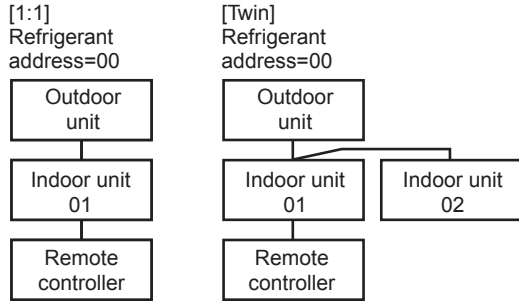 [1:1]
Refrigerant
address=00
Outdoor
unit
Indoor unit
01
Remote
controller
[Twin]
Refrigerant
address=00
Outdoor
unit
Indoor unit
01
Indoor unit
02
Remote
controller